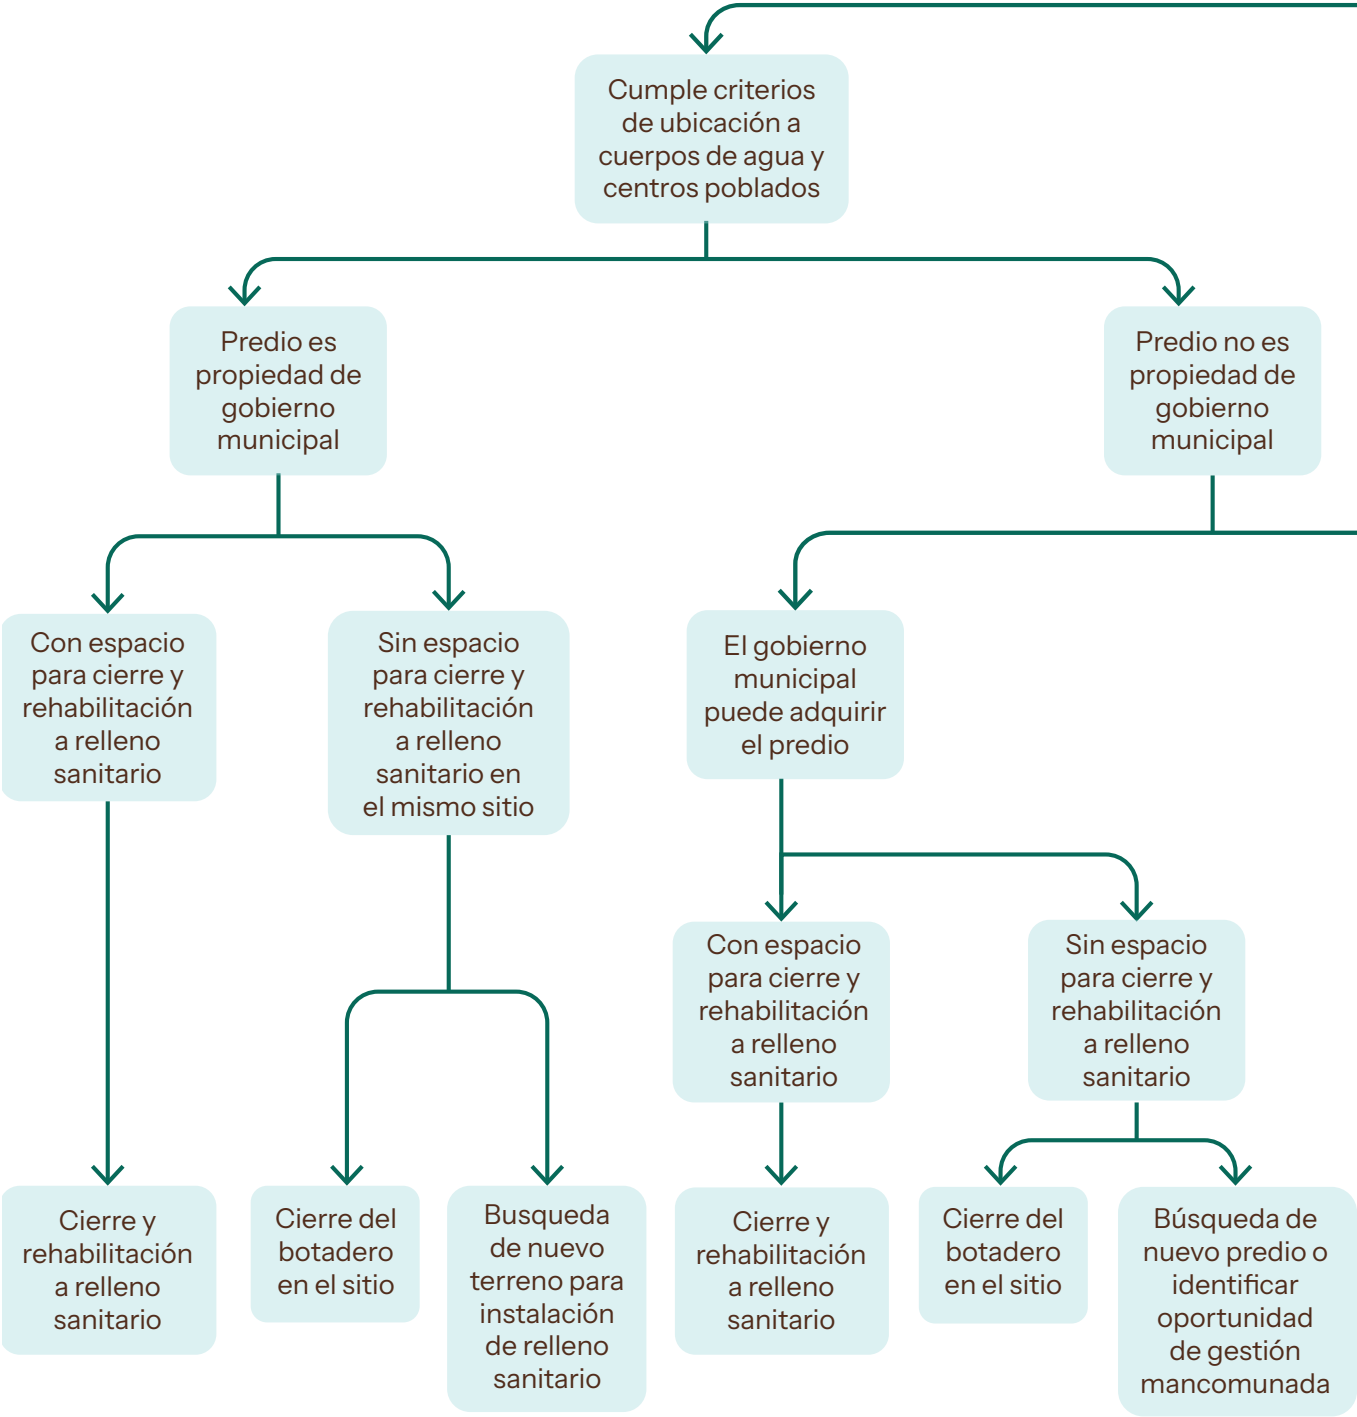 Cumple criterios
de ubicación a
cuerpos de agua y
centros poblados
Predio es
propiedad de
gobierno
municipal
Predio no es
propiedad de
gobierno
municipal
Con espacio
para cierre y
rehabilitación
a relleno
sanitario
Sin espacio
para cierre y
rehabilitación
a relleno
sanitario en
el mismo sitio
El gobierno
municipal
puede adquirir
el predio
Con espacio
para cierre y
rehabilitación
a relleno
sanitario
Sin espacio
para cierre y
rehabilitación
a relleno
sanitario
Cierre y
rehabilitación
a relleno
sanitario
Cierre del
botadero
en el sitio
Busqueda
de nuevo
terreno para
instalación
de relleno
sanitario
Cierre y
rehabilitación
a relleno
sanitario
Cierre del
botadero
en el sitio
Búsqueda de
nuevo predio o
identificar
oportunidad
de gestión
mancomunada